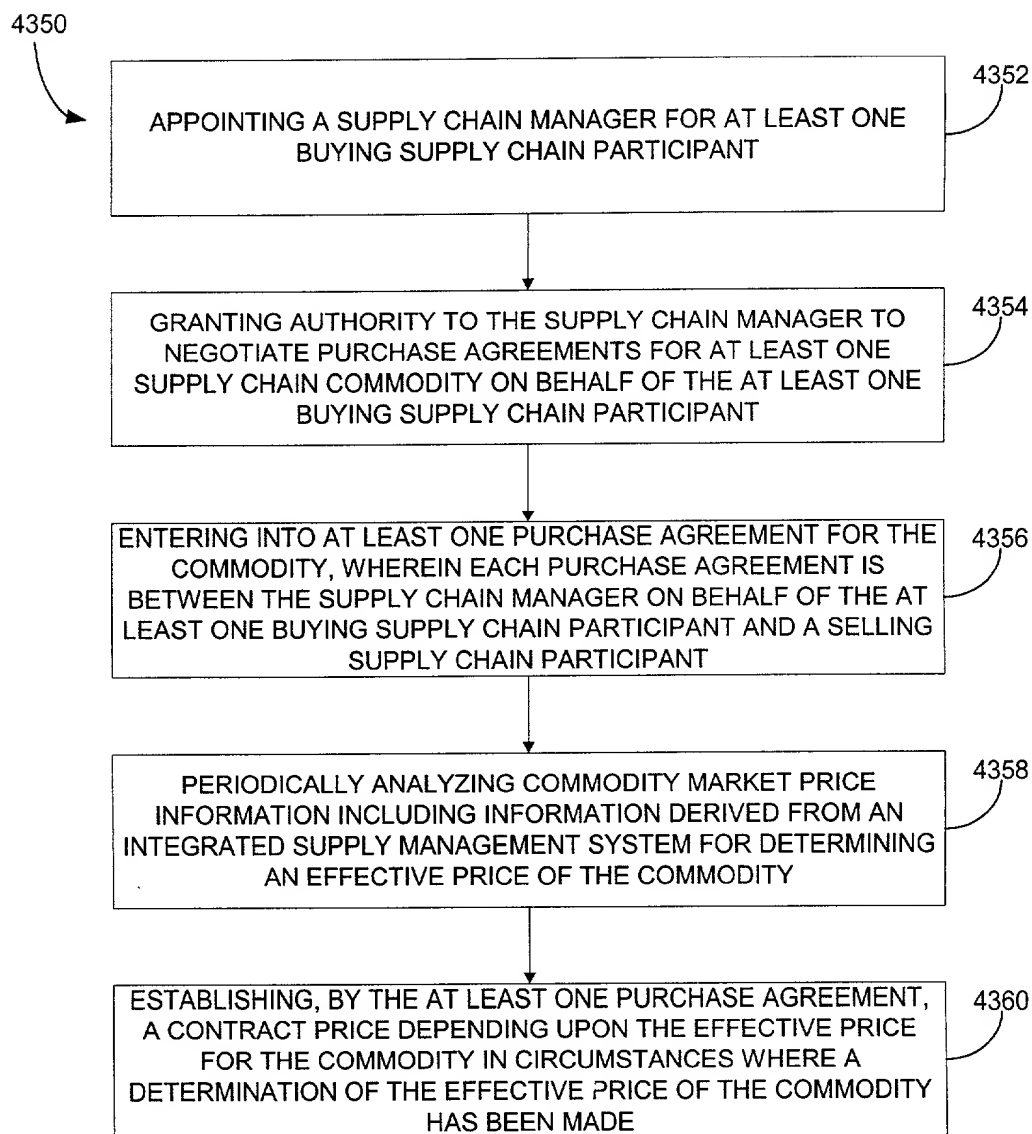 4350
4352
APPOINTING A SUPPLY CHAIN MANAGER FOR AT LEAST ONE
BUYING SUPPLY CHAIN PARTICIPANT
4354
GRANTING AUTHORITY TO THE SUPPLY CHAIN MANAGER TO
NEGOTIATE PURCHASE AGREEMENTS FOR AT LEAST ONE
SUPPLY CHAIN COMMODITY ON BEHALF OF THE AT LEAST ONE
BUYING SUPPLY CHAIN PARTICIPANT
4356
ENTERING INTO AT LEAST ONE PURCHASE AGREEMENT FOR THE
COMMODITY, WHEREIN EACH PURCHASE AGREEMENT IS
BETWEEN THE SUPPLY CHAIN MANAGER ON BEHALF OF THE AT
LEAST ONE BUYING SUPPLY CHAIN PARTICIPANT AND A SELLING
SUPPLY CHAIN PARTICIPANT
4358
PERIODICALLY ANALYZING COMMODITY MARKET PRICE
INFORMATION INCLUDING INFORMATION DERIVED FROM AN
INTEGRATED SUPPLY MANAGEMENT SYSTEM FOR DETERMINING
AN EFFECTIVE PRICE OF THE COMMODITY
4360
ESTABLISHING, BY THE AT LEAST ONE PURCHASE AGREEMENT,
A CONTRACT PRICE DEPENDING UPON THE EFFECTIVE PRICE
FOR THE COMMODITY IN CIRCUMSTANCES WHERE A
DETERMINATION OF THE EFFECTIVE PRICE OF THE COMMODITY
HAS BEEN MADE